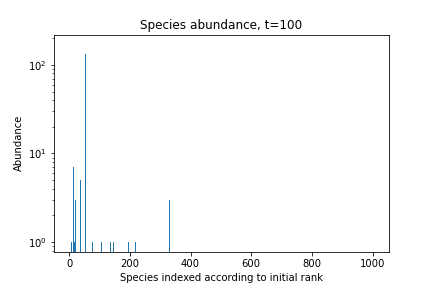 Species abundance, t=100
Abundance
10²
10¹
10⁰
0 200 400 600 800 1000
Species indexed according to initial rank